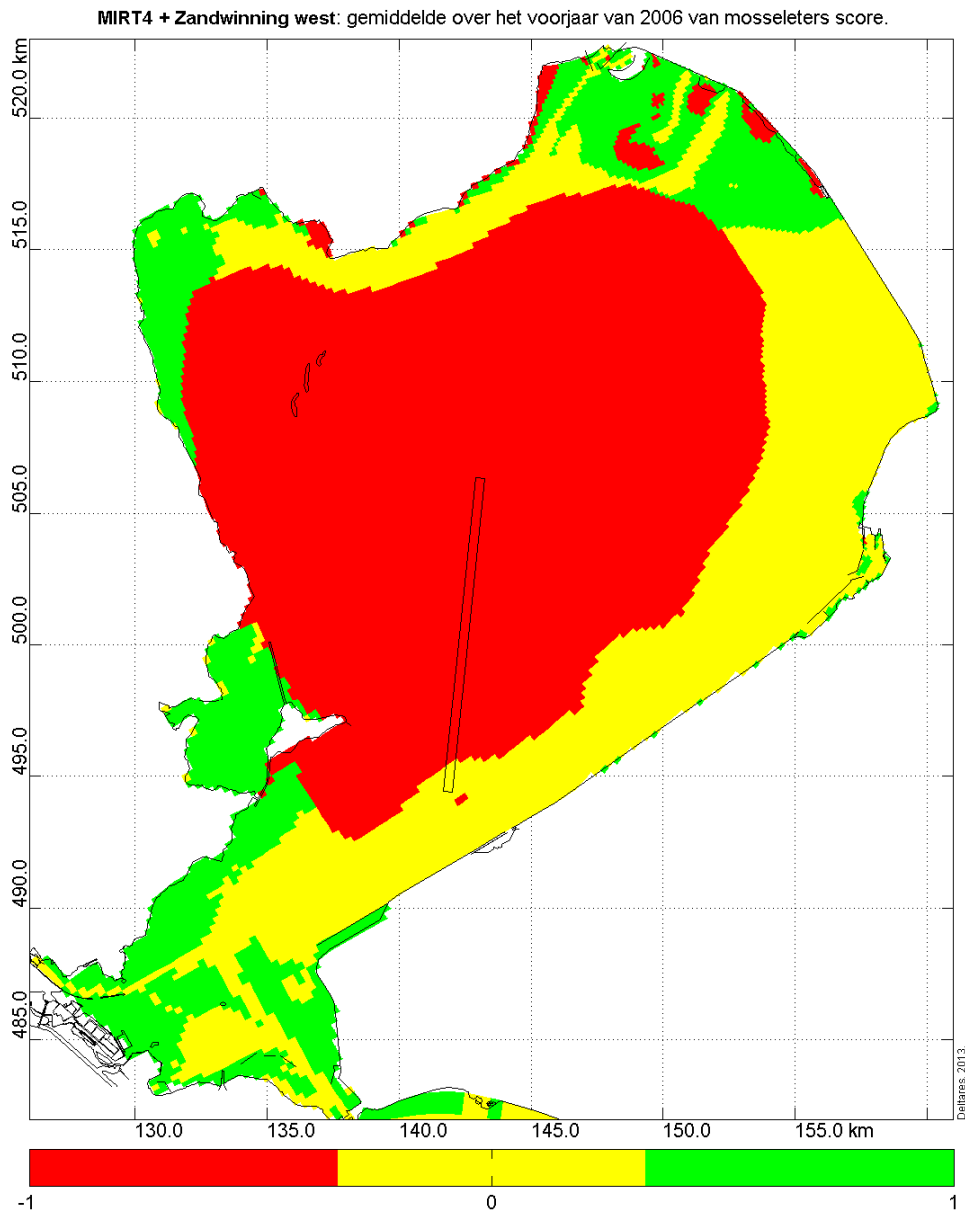 MIRT4 + Zandwinning west: gemiddelde over het voorjaar van 2006 van mosseleters score.
520.0 km
515.0
510.0
505.0
500.0
495.0
490.0
485.0
130.0 135.0 140.0 145.0 150.0 155.0 km
Deltares, 2013
-1 0 1